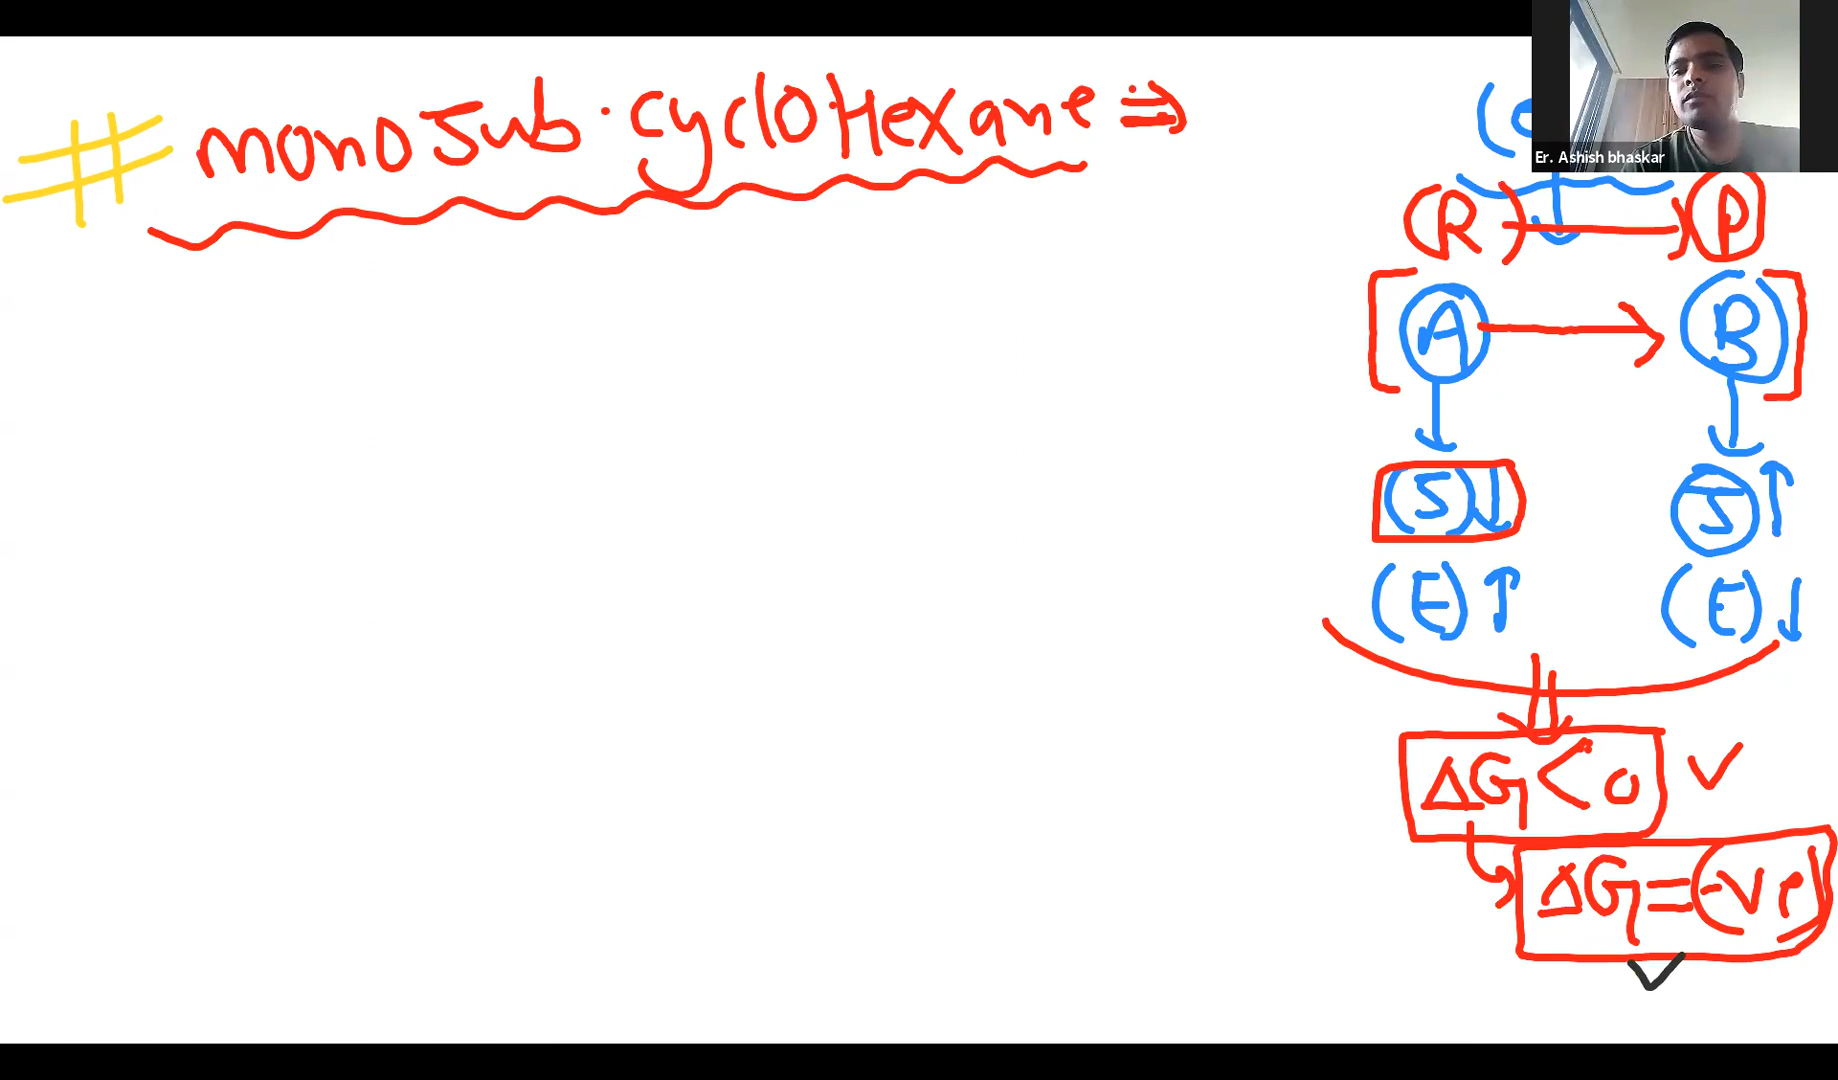 # monoSub. cycloHexane ⇒
Er. Ashish bhaskar
(R) → (P)
[A → B]
(S)↓ (S)↑
(E)↑ (E)↓
ΔG<0 ✓
ΔG=(-ve)
✓